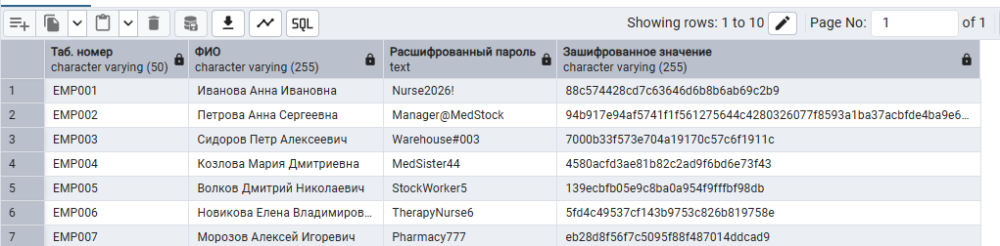 SQL Showing rows: 1 to 10 Page No: 1 of 1
Таб. номер ФИО Расшифрованный пароль Зашифрованное значение
character varying (50) character varying (255) text character varying (255)
1 EMP001 Иванова Анна Ивановна Nurse2026! 88c574428cd7c63646d6b8b6ab69c2b9
2 EMP002 Петрова Анна Сергеевна Manager@MedStock 94b917e94af5741f1f561275644c4280326077f8593a1ba37acbfde4ba9e6...
3 EMP003 Сидоров Петр Алексеевич Warehouse#003 7000b33f573e704a19170c57c6f1911c
4 EMP004 Козлова Мария Дмитриевна MedSister44 4580acfd3ae81b82c2ad9f6bd6e73f43
5 EMP005 Волков Дмитрий Николаевич StockWorker5 139ecbfb05e9c8ba0a954f9fffbf98db
6 EMP006 Новикова Елена Владимиров... TherapyNurse6 5fd4c49537cf143b9753c826b819758e
7 EMP007 Морозов Алексей Игоревич Pharmacy777 eb28d8f56f7c5095f88f487014ddcad9